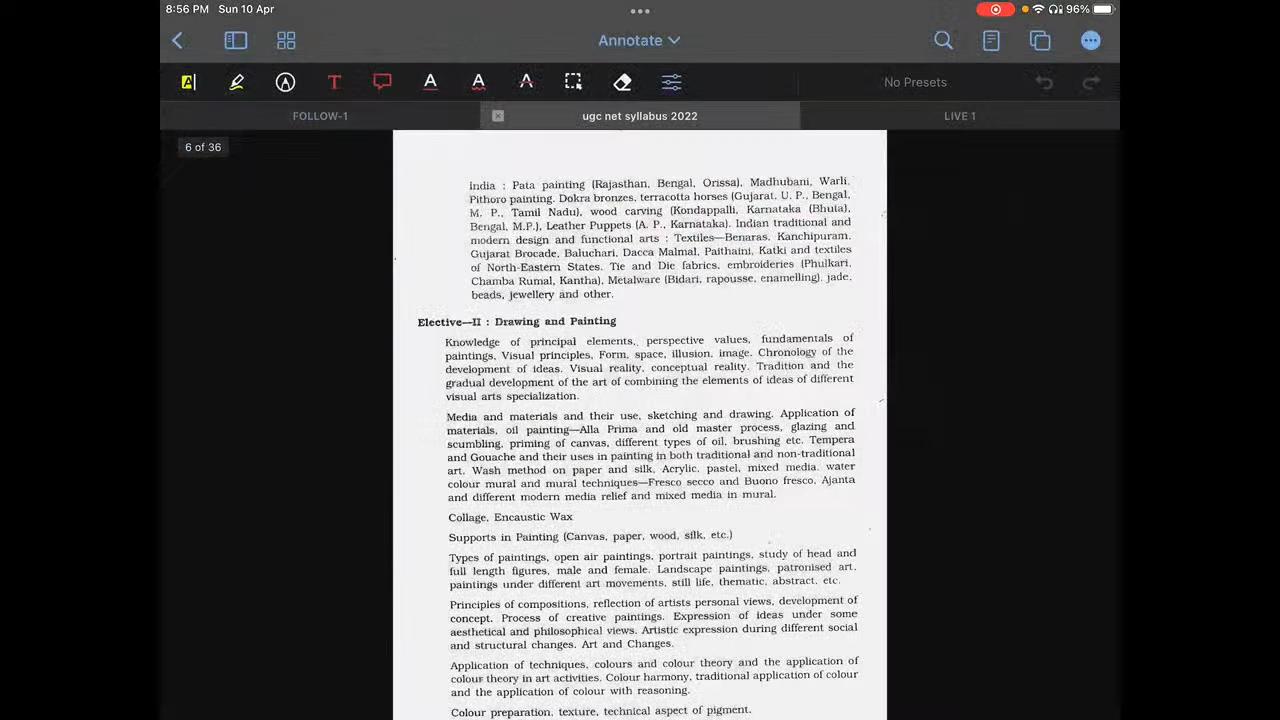 8:56 PM Sun 10 Apr
96%
Annotate
No Presets
FOLLOW-1
ugc net syllabus 2022
LIVE 1
6 of 36
India : Pata painting (Rajasthan, Bengal, Orissa), Madhubani, Warli,
Pithoro painting. Dokra bronzes, terracotta horses (Gujarat, U. P., Bengal,
M. P., Tamil Nadu), wood carving (Kondappalli, Karnataka (Bhuta),
Bengal, M.P.), Leather Puppets (A. P., Karnataka). Indian traditional and
modern design and functional arts : Textiles—Benaras, Kanchipuram,
Gujarat Brocade, Baluchari, Dacca Malmal, Paithaini, Katki and textiles
of North-Eastern States. Tie and Die fabrics, embroideries (Phulkari,
Chamba Rumal, Kantha), Metalware (Bidari, rapousse, enamelling), jade,
beads, jewellery and other.
Elective—II : Drawing and Painting
Knowledge of principal elements, perspective values, fundamentals of
paintings, Visual principles, Form, space, illusion, image. Chronology of the
development of ideas. Visual reality, conceptual reality. Tradition and the
gradual development of the art of combining the elements of ideas of different
visual arts specialization.
Media and materials and their use, sketching and drawing. Application of
materials, oil painting—Alla Prima and old master process, glazing and
scumbling, priming of canvas, different types of oil, brushing etc. Tempera
and Gouache and their uses in painting in both traditional and non-traditional
art. Wash method on paper and silk, Acrylic, pastel, mixed media, water
colour mural and mural techniques—Fresco secco and Buono fresco, Ajanta
and different modern media relief and mixed media in mural.
Collage, Encaustic Wax
Supports in Painting (Canvas, paper, wood, silk, etc.)
Types of paintings, open air paintings, portrait paintings, study of head and
full length figures, male and female. Landscape paintings, patronised art,
paintings under different art movements, still life, thematic, abstract, etc.
Principles of compositions, reflection of artists personal views, development of
concept. Process of creative paintings. Expression of ideas under some
aesthetical and philosophical views. Artistic expression during different social
and structural changes. Art and Changes.
Application of techniques, colours and colour theory and the application of
colour theory in art activities. Colour harmony, traditional application of colour
and the application of colour with reasoning.
Colour preparation, texture, technical aspect of pigment.